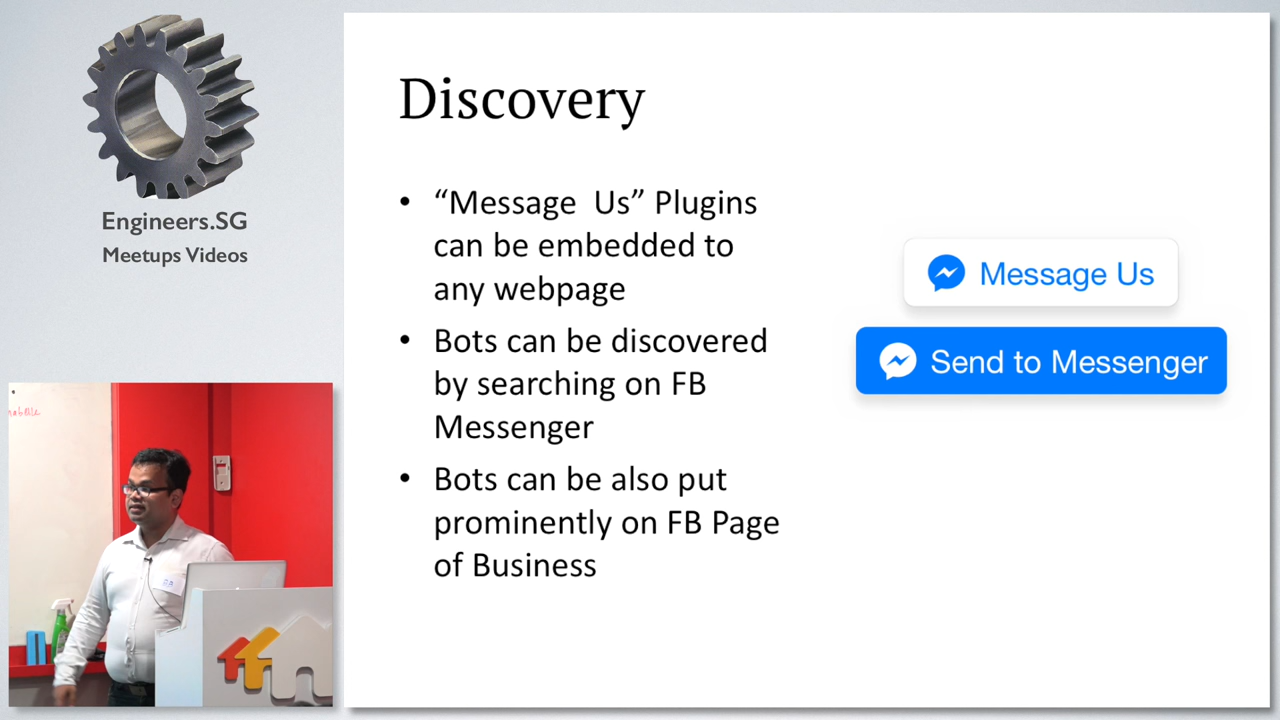 Engineers.SG
Meetups Videos
Discovery
• “Message  Us” Plugins
can be embedded to
any webpage
• Bots can be discovered
by searching on FB
Messenger
• Bots can be also put
prominently on FB Page
of Business
Message Us
Send to Messenger